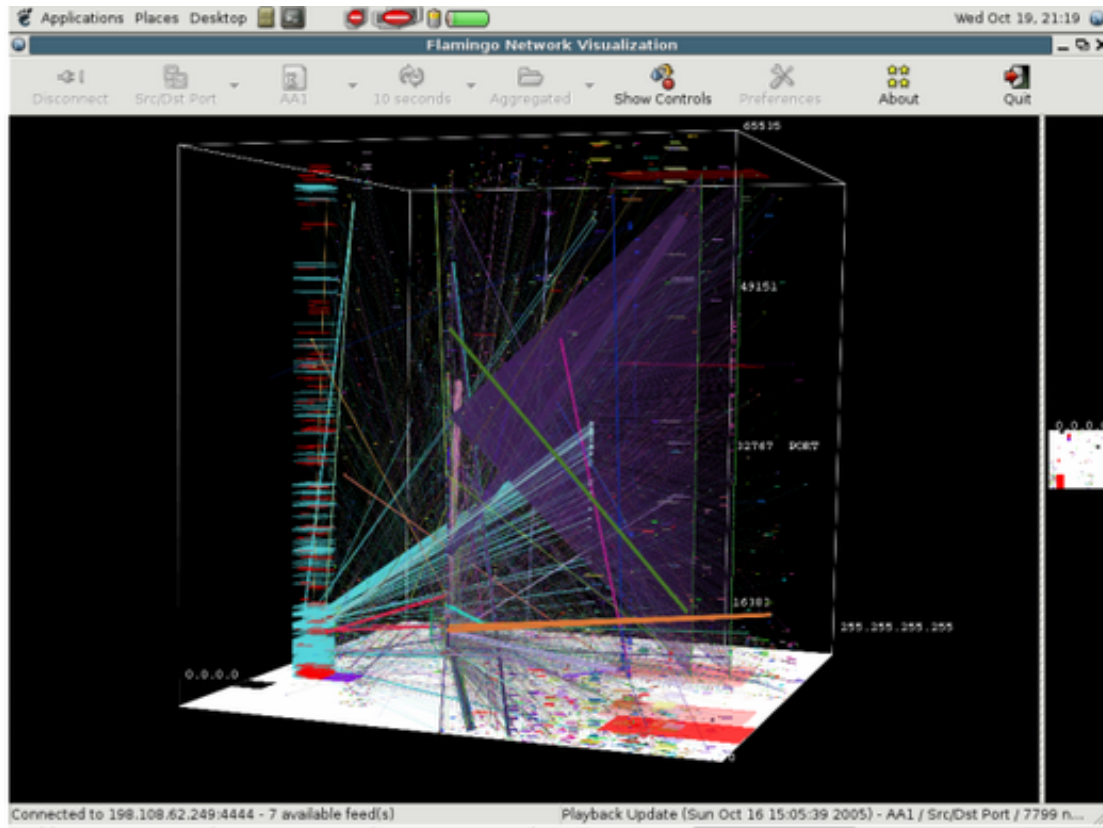 Applications Places Desktop Wed Oct 19, 21:19
Flamingo Network Visualization
Disconnect Src/Dst Port AA1 10 seconds Aggregated Show Controls Preferences About Quit
65535
49151
32767 PORT
16383
255.255.255.255
0.0.0.0
0
Connected to 198.108.62.249:4444 - 7 available feed(s) Playback Update (Sun Oct 16 15:05:39 2005) - AA1 / Src/Dst Port / 7799 n...